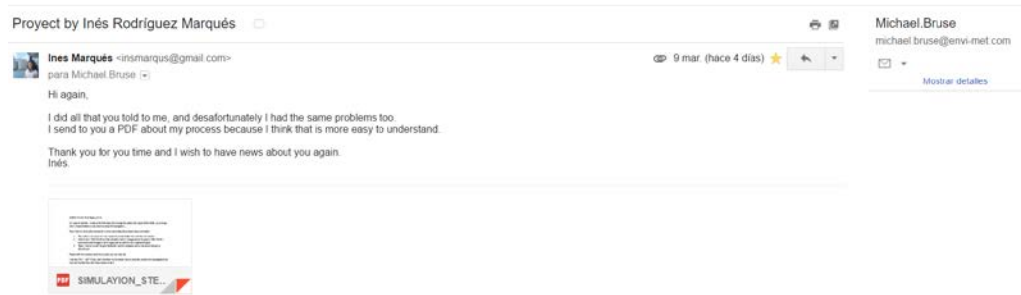 Proyect by Inés Rodríguez Marqués
Michael.Bruse
michael.bruse@envi-met.com
Mostrar detalles
Ines Marqués <insmarqus@gmail.com>
9 mar. (hace 4 días)
para Michael.Bruse
Hi again,
I did all that you told to me, and desafortunately I had the same problems too.
I send to you a PDF about my process because I think that is more easy to understand.
Thank you for you time and I wish to have news about you again.
Inés.
PDF SIMULAYION_STE...